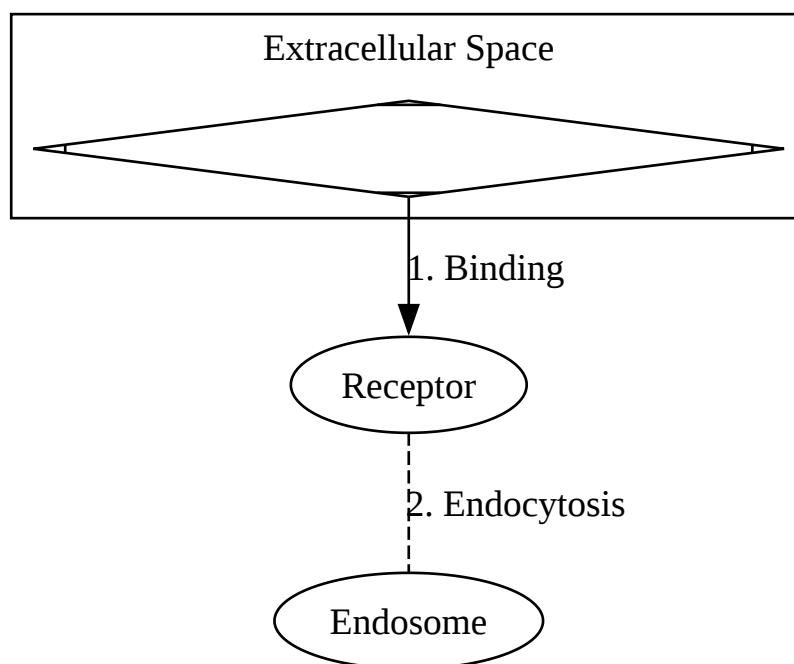 Extracellular Space
1. Binding
Receptor
2. Endocytosis
Endosome